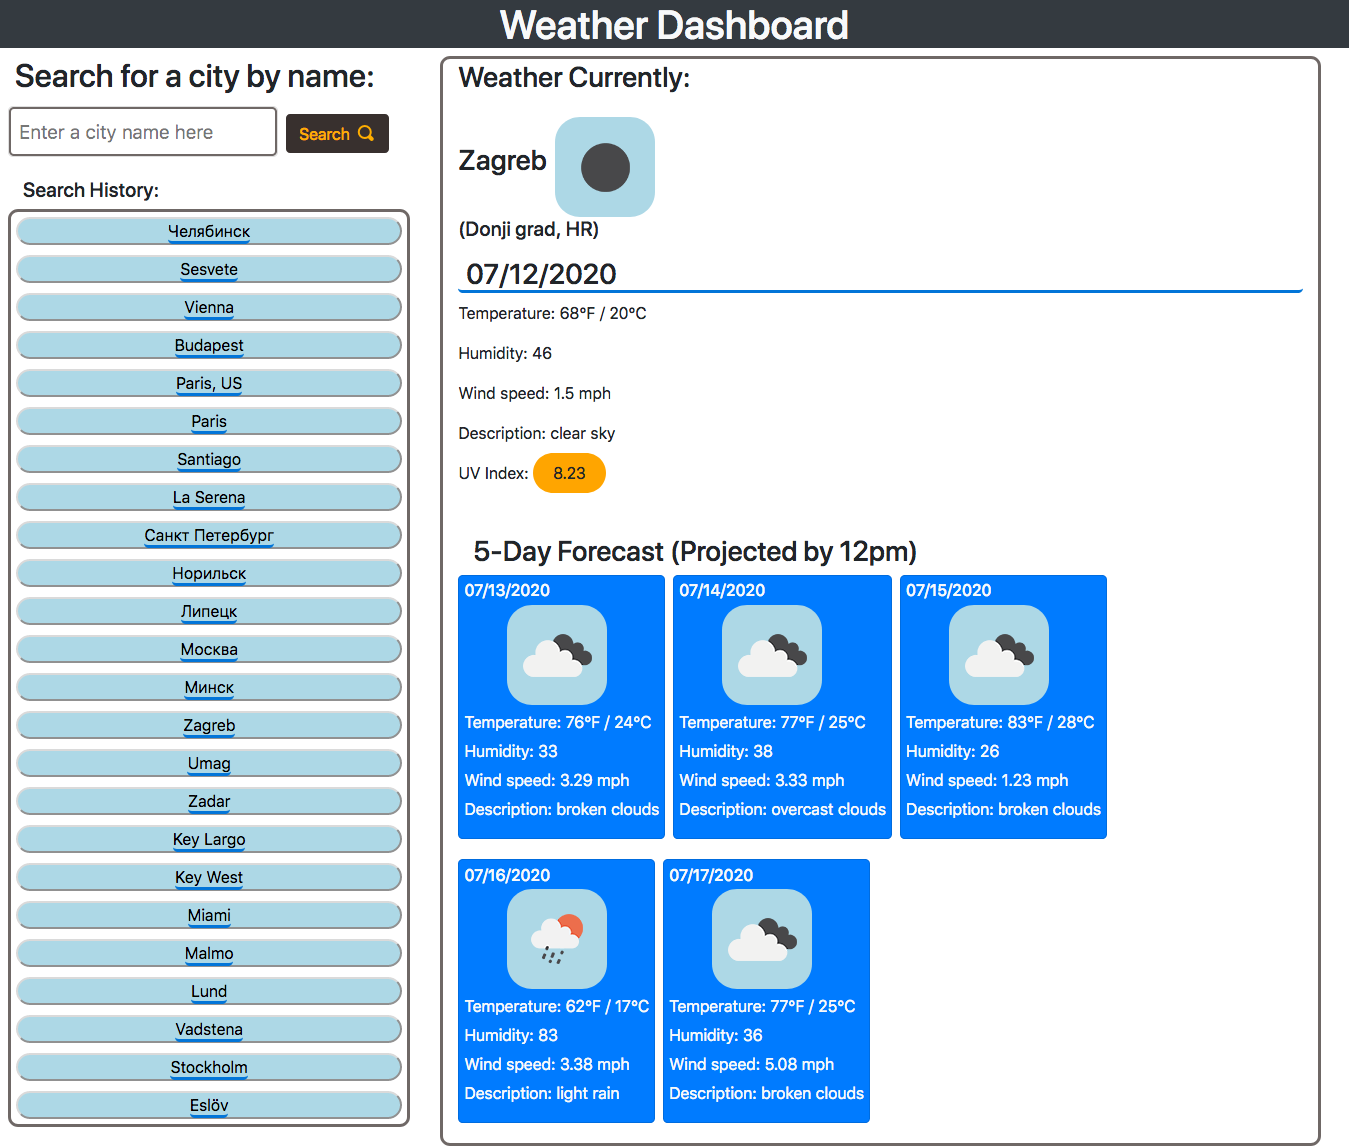 Weather Dashboard
Search for a city by name:
Enter a city name here
Search
Search History:
Челябинск
Sesvete
Vienna
Budapest
Paris, US
Paris
Santiago
La Serena
Санкт Петербург
Норильск
Липецк
Москва
Минск
Zagreb
Umag
Zadar
Key Largo
Key West
Miami
Malmo
Lund
Vadstena
Stockholm
Eslöv
Weather Currently:
Zagreb
(Donji grad, HR)
07/12/2020
Temperature: 68°F / 20°C
Humidity: 46
Wind speed: 1.5 mph
Description: clear sky
UV Index: 8.23
5-Day Forecast (Projected by 12pm)
07/13/2020
Temperature: 76°F / 24°C
Humidity: 33
Wind speed: 3.29 mph
Description: broken clouds
07/14/2020
Temperature: 77°F / 25°C
Humidity: 38
Wind speed: 3.33 mph
Description: overcast clouds
07/15/2020
Temperature: 83°F / 28°C
Humidity: 26
Wind speed: 1.23 mph
Description: broken clouds
07/16/2020
Temperature: 62°F / 17°C
Humidity: 83
Wind speed: 3.38 mph
Description: light rain
07/17/2020
Temperature: 77°F / 25°C
Humidity: 36
Wind speed: 5.08 mph
Description: broken clouds